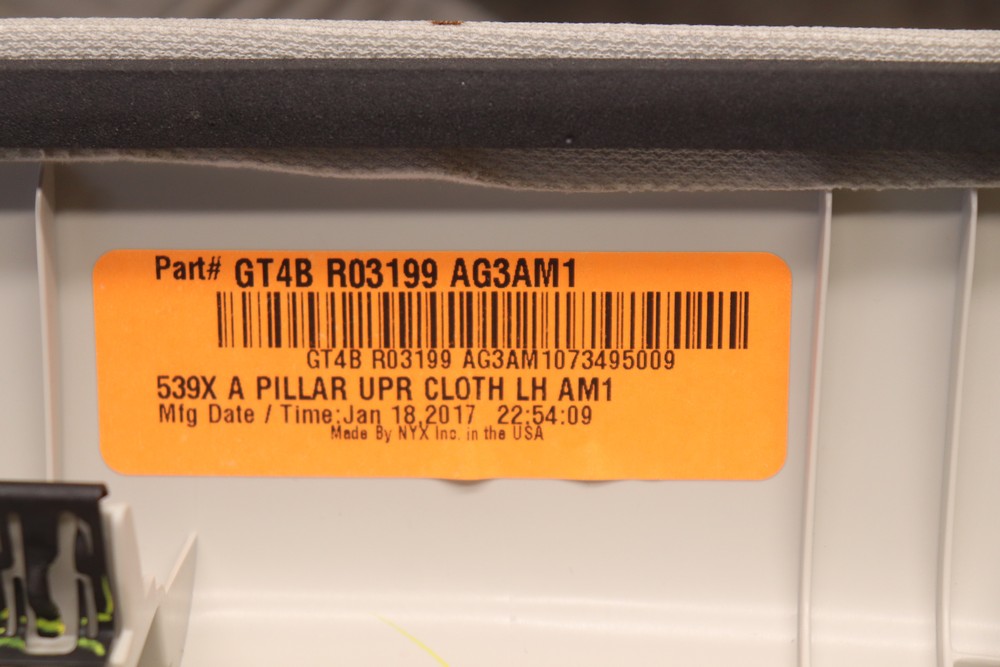 Part# GT4B R03199 AG3AM1
GT4B R03199 AG3AM1073495009
539X A PILLAR UPR CLOTH LH AM1
Mfg Date / Time:Jan 18,2017 22:54:09
Made By NYX Inc. in the USA